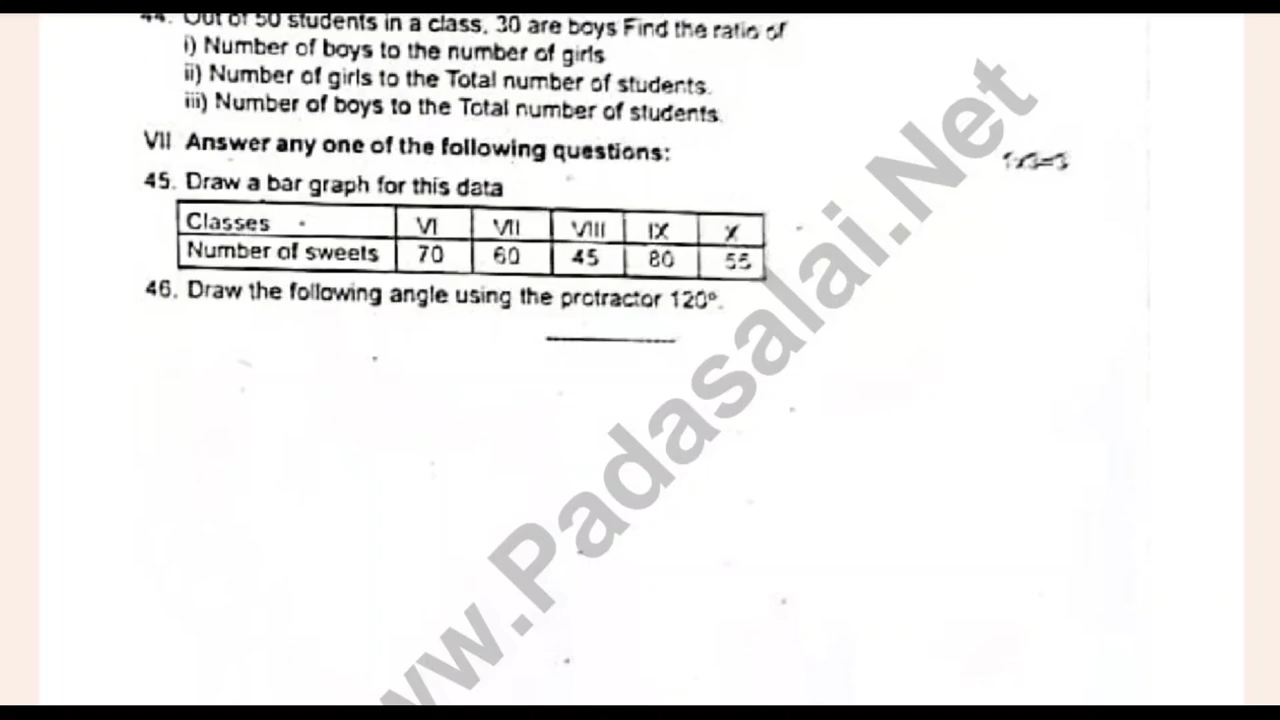 44. Out of 50 students in a class, 30 are boys Find the ratio of
i) Number of boys to the number of girls
ii) Number of girls to the Total number of students.
iii) Number of boys to the Total number of students.
VII Answer any one of the following questions:
1x3=3
45. Draw a bar graph for this data
Classes VI VII VIII IX X
Number of sweets 70 60 45 80 55
46. Draw the following angle using the protractor 120°.
ww.Padasalai.Net